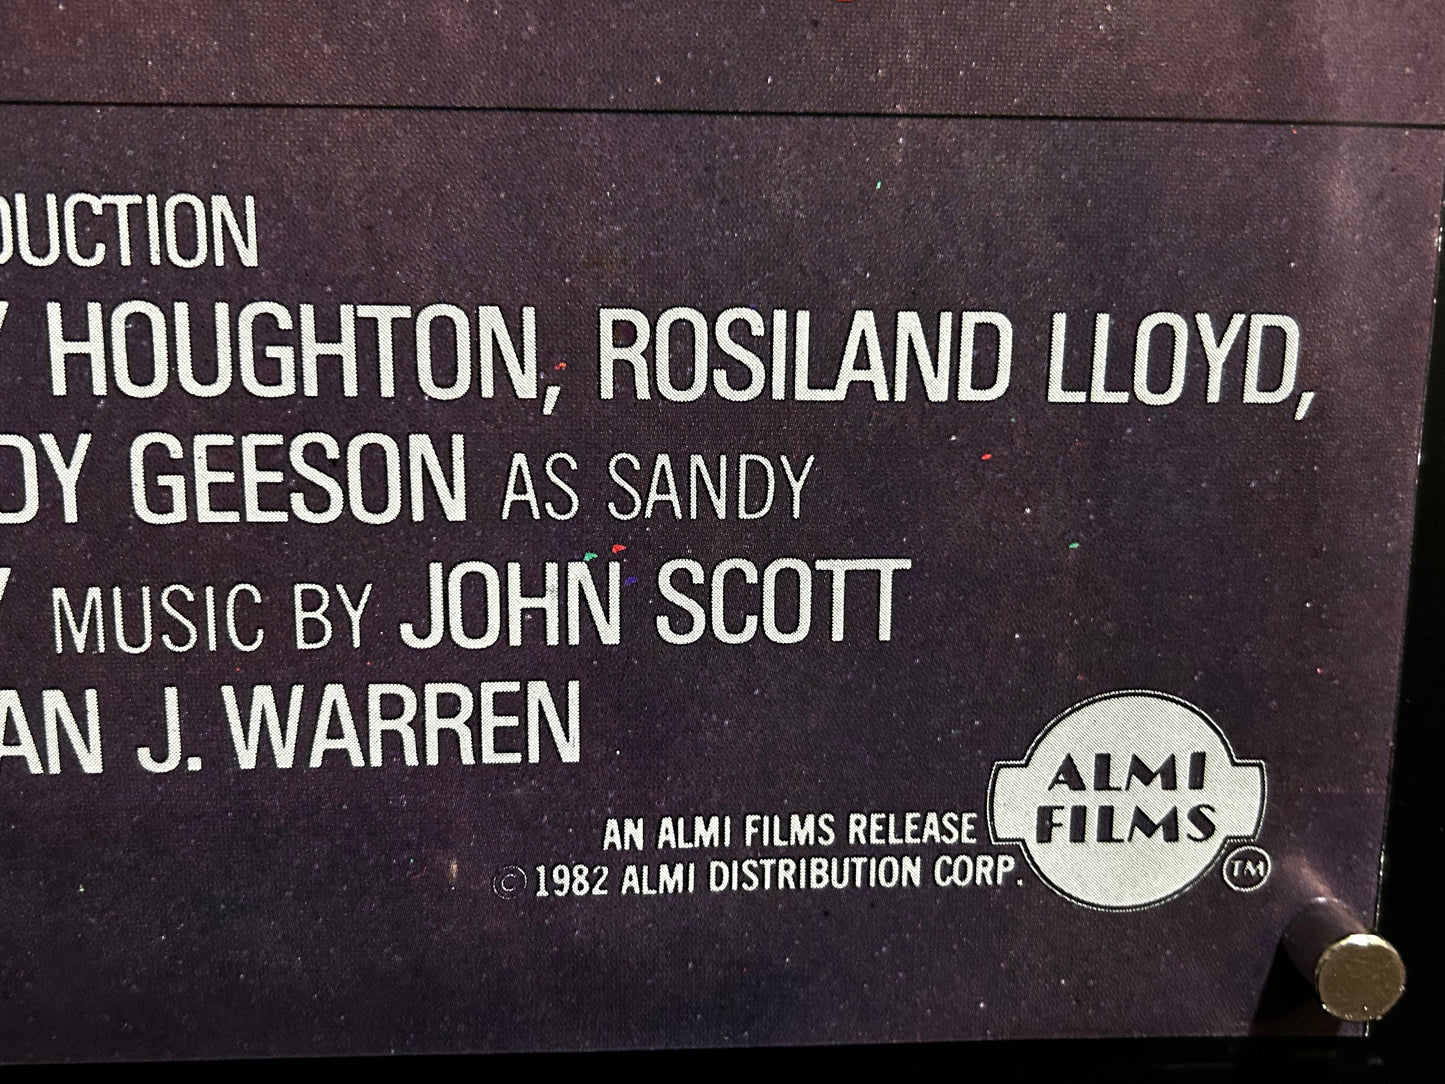 DUCTION
Y HOUGHTON, ROSILAND LLOYD,
DY GEESON AS SANDY
Y MUSIC BY JOHN SCOTT
AN J. WARREN
AN ALMI FILMS RELEASE
© 1982 ALMI DISTRIBUTION CORP.
ALMI
FILMS
TM